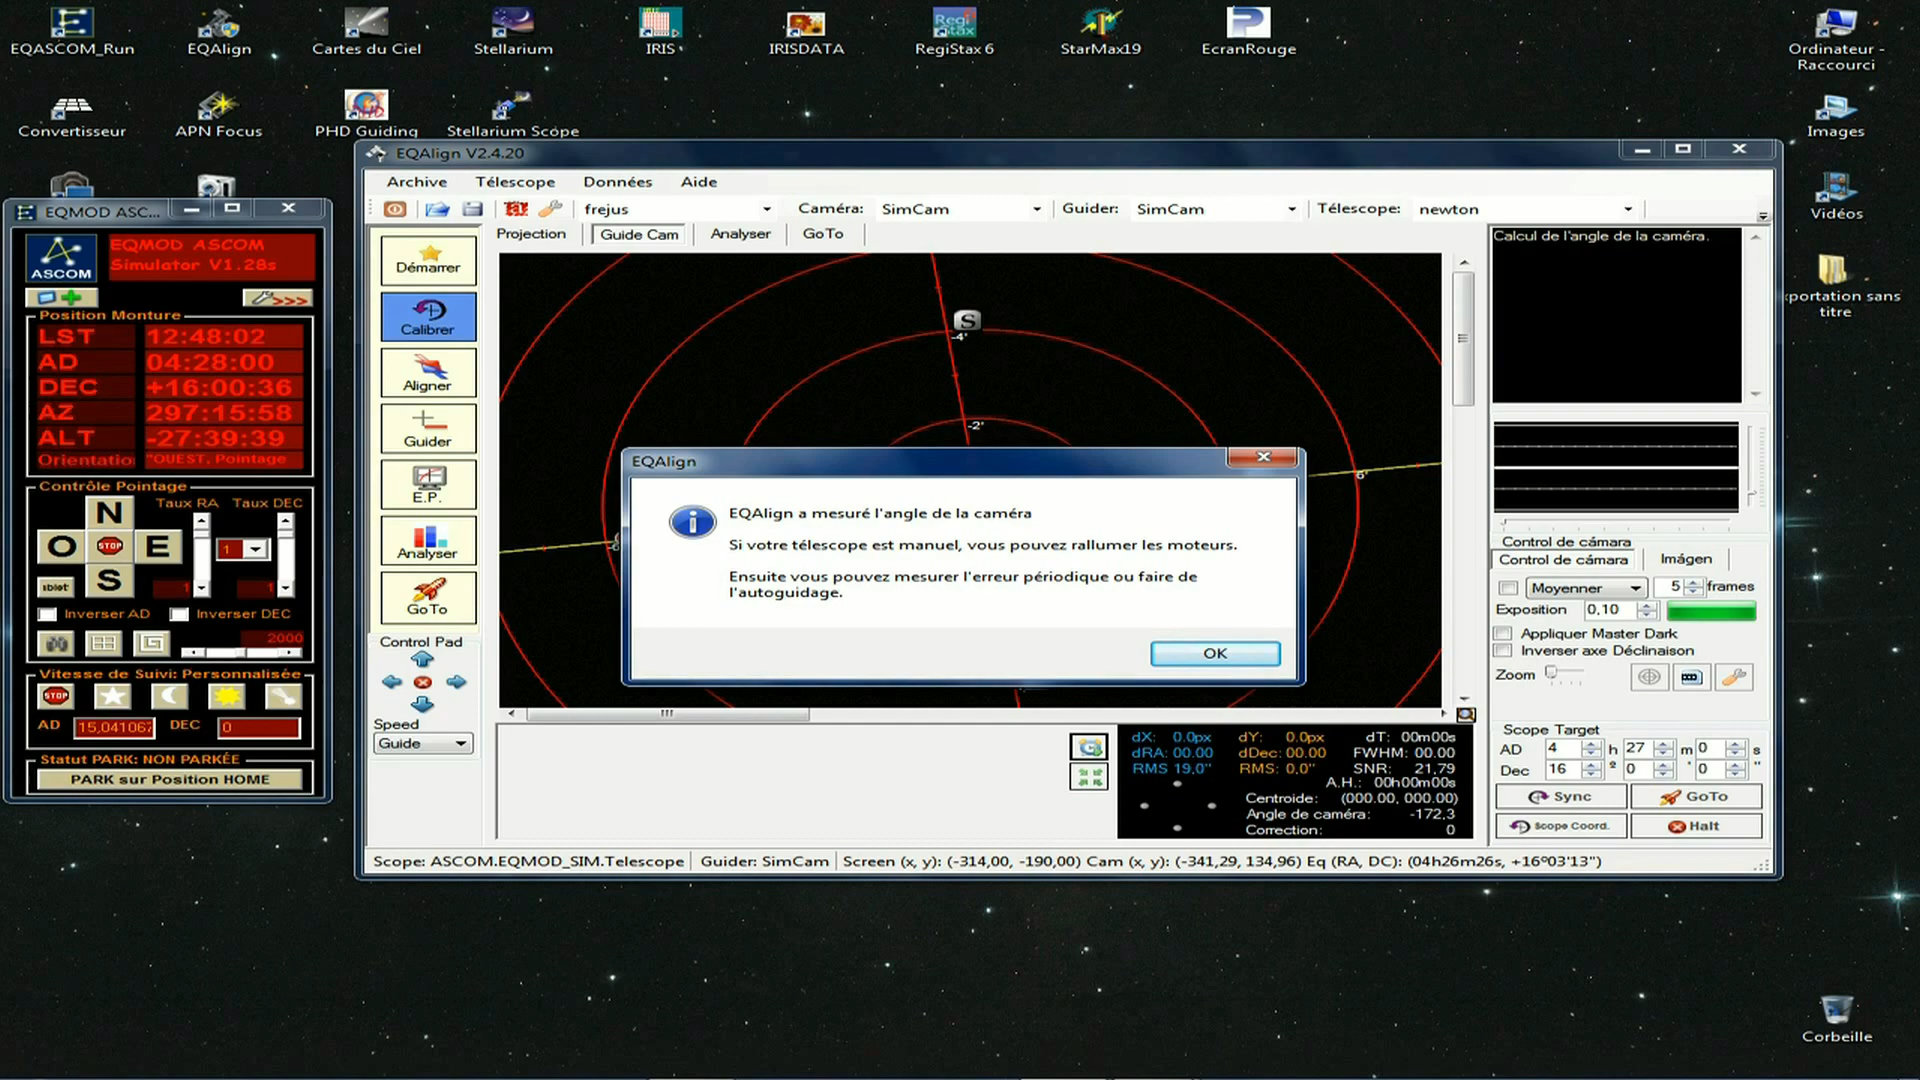 EQASCOM_Run
EQAlign
Cartes du Ciel
Stellarium
IRIS
IRISDATA
RegiStax 6
StarMax19
EcranRouge
Ordinateur -
Raccourci
Convertisseur
APN Focus
PHD Guiding
Stellarium Scope
Images
Vidéos
portation sans
titre
Corbeille
EQMOD ASC...
ASCOM
EQMOD ASCOM
Simulator V1.28s
>>>
Position Monture
LST 12:48:02
AD 04:28:00
DEC +16:00:36
AZ 297:15:58
ALT -27:39:39
Orientatio "OUEST, Pointage
Contrôle Pointage
N
Taux RA Taux DEC
O STOP E
1
S
1 1
Inverser AD Inverser DEC
2000
Vitesse de Suivi: Personnalisée
STOP
AD 15,041067 DEC 0
Statut PARK: NON PARKÉE
PARK sur Position HOME
EQAlign V2.4.20
Archive Télescope Données Aide
frejus Caméra: SimCam Guider: SimCam Télescope: newton
Projection Guide Cam Analyser GoTo
Démarrer
Calibrer
Aligner
Guider
E.P.
Analyser
GoTo
Control Pad
Speed
Guide
S
-4'
-2'
6'
EQAlign
EQAlign a mesuré l'angle de la caméra
Si votre télescope est manuel, vous pouvez rallumer les moteurs.
Ensuite vous pouvez mesurer l'erreur périodique ou faire de
l'autoguidage.
OK
dX: 0.0px dY: 0.0px dT: 00m00s
dRA: 00.00 dDec: 00.00 FWHM: 00.00
RMS 19,0" RMS: 0,0" SNR: 21,79
A.H.: 00h00m00s
Centroide: (000.00, 000.00)
Angle de caméra: -172,3
Correction: 0
Calcul de l'angle de la caméra.
Control de cámara
Control de cámara Imágen
Moyenner 5 frames
Exposition 0,10
Appliquer Master Dark
Inverser axe Déclinaison
Zoom
Scope Target
AD 4 h 27 m 0 s
Dec 16 º 0 ' 0 "
Sync GoTo
Scope Coord. Halt
Scope: ASCOM.EQMOD_SIM.Telescope Guider: SimCam Screen (x, y): (-314,00, -190,00) Cam (x, y): (-341,29, 134,96) Eq (RA, DC): (04h26m26s, +16º03'13")